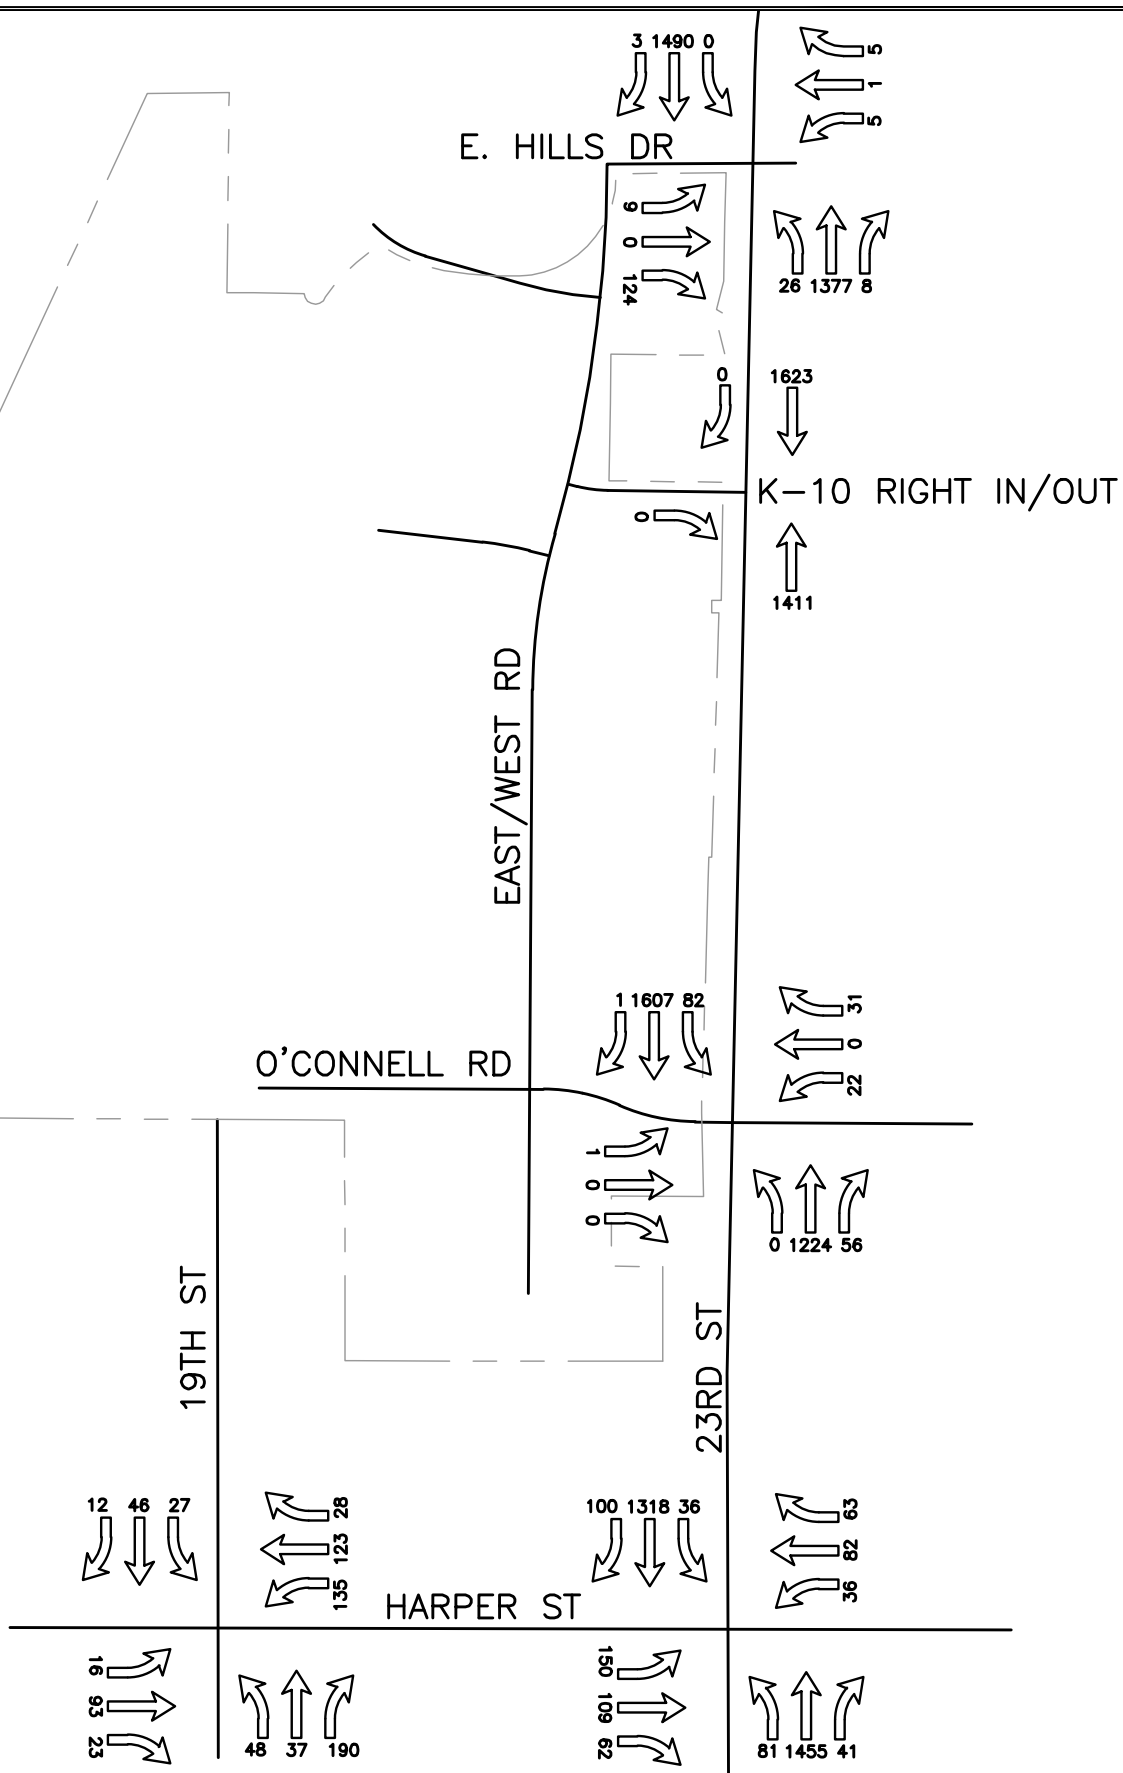 3 1490 0
5
1
5
E. HILLS DR
9
0
124
26 1377 8
0
1623
K-10 RIGHT IN/OUT
0
1411
EAST/WEST RD
1 1607 82
31
0
22
O'CONNELL RD
1
0
0
0 1224 56
19TH ST
23RD ST
12 46 27
28
123
135
100 1318 36
63
82
36
HARPER ST
16
93
23
48 37 190
150
109
62
81 1455 41